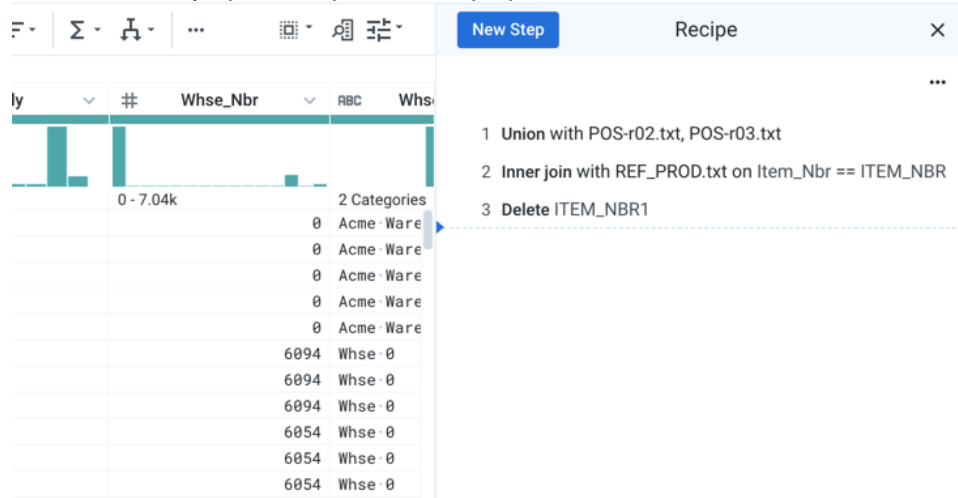 New Step
Recipe
ly
#
Whse_Nbr
ABC
Whs
1 Union with POS-r02.txt, POS-r03.txt
2 Inner join with REF_PROD.txt on Item_Nbr == ITEM_NBR
3 Delete ITEM_NBR1
0 - 7.04k
2 Categories
0 Acme·Ware
0 Acme·Ware
0 Acme·Ware
0 Acme·Ware
0 Acme·Ware
6094 Whse·0
6094 Whse·0
6094 Whse·0
6054 Whse·0
6054 Whse·0
6054 Whse·0